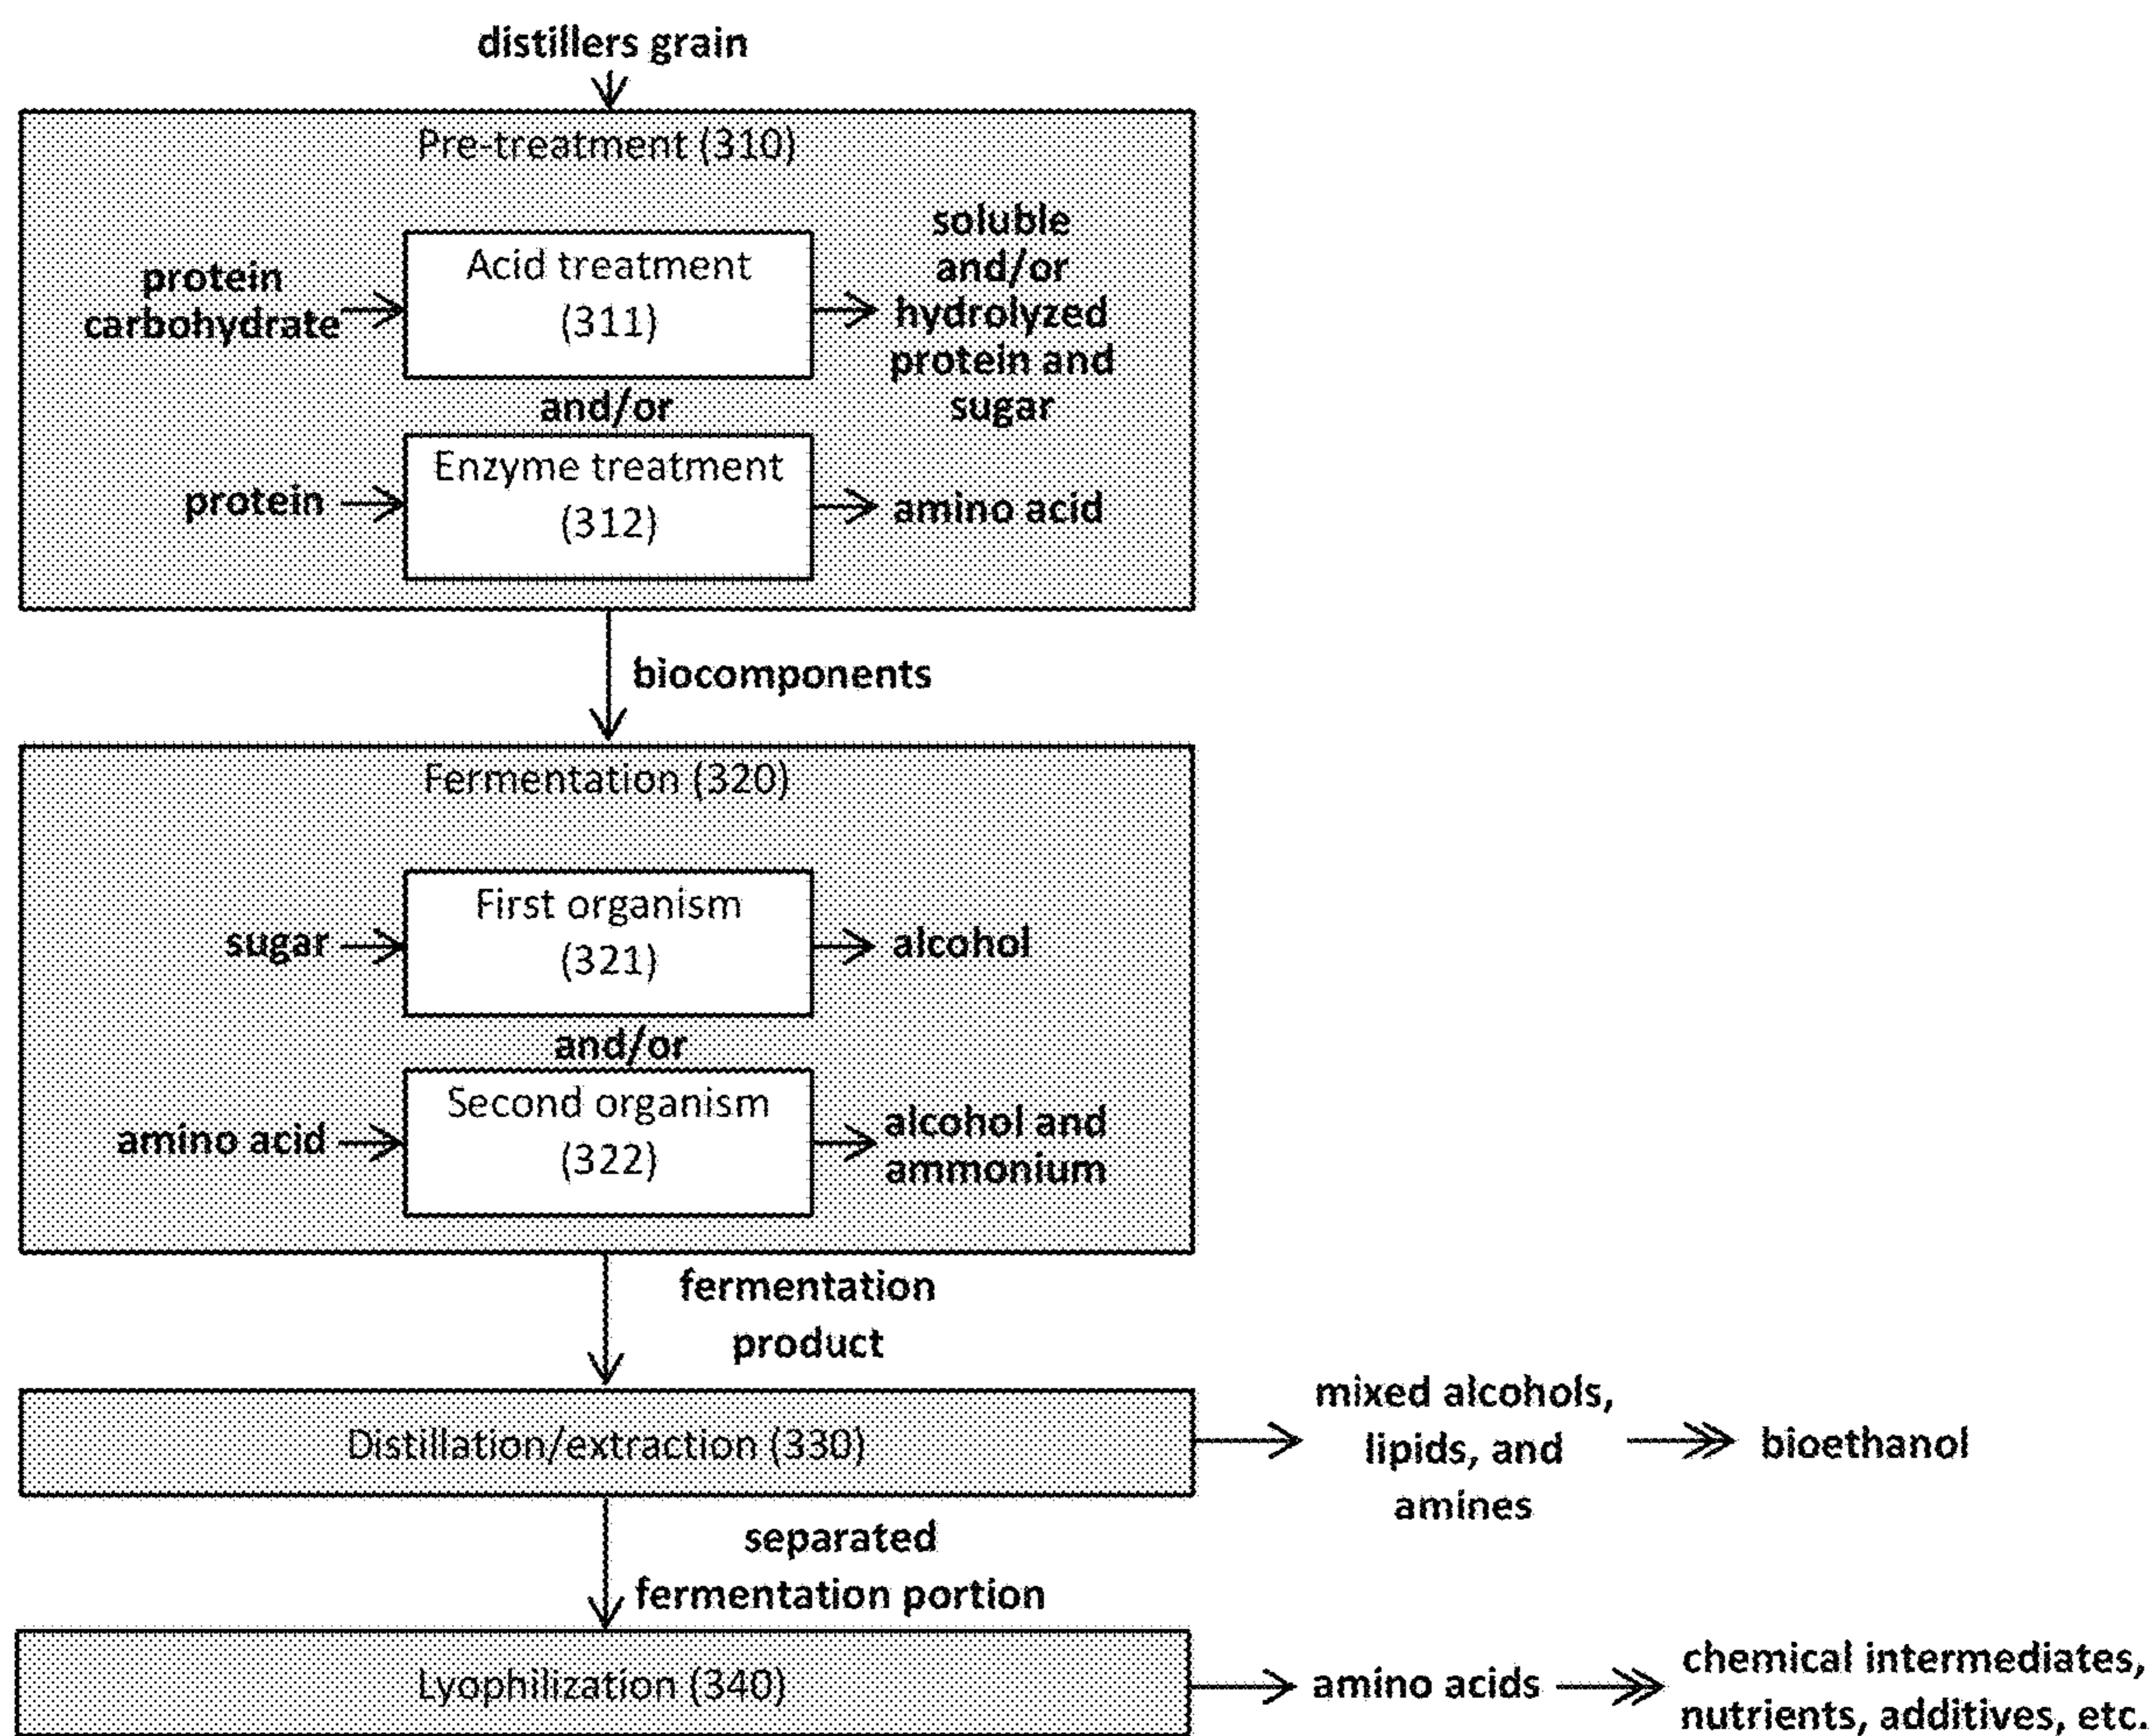 distillers grain
Pre-treatment (310)
protein
carbohydrate
Acid treatment
(311)
soluble
and/or
hydrolyzed
protein and
sugar
and/or
protein
Enzyme treatment
(312)
amino acid
biocomponents
Fermentation (320)
sugar
First organism
(321)
alcohol
and/or
amino acid
Second organism
(322)
alcohol and
ammonium
fermentation
product
Distillation/extraction (330)
mixed alcohols,
lipids, and
amines
bioethanol
separated
fermentation portion
Lyophilization (340)
amino acids
chemical intermediates,
nutrients, additives, etc.